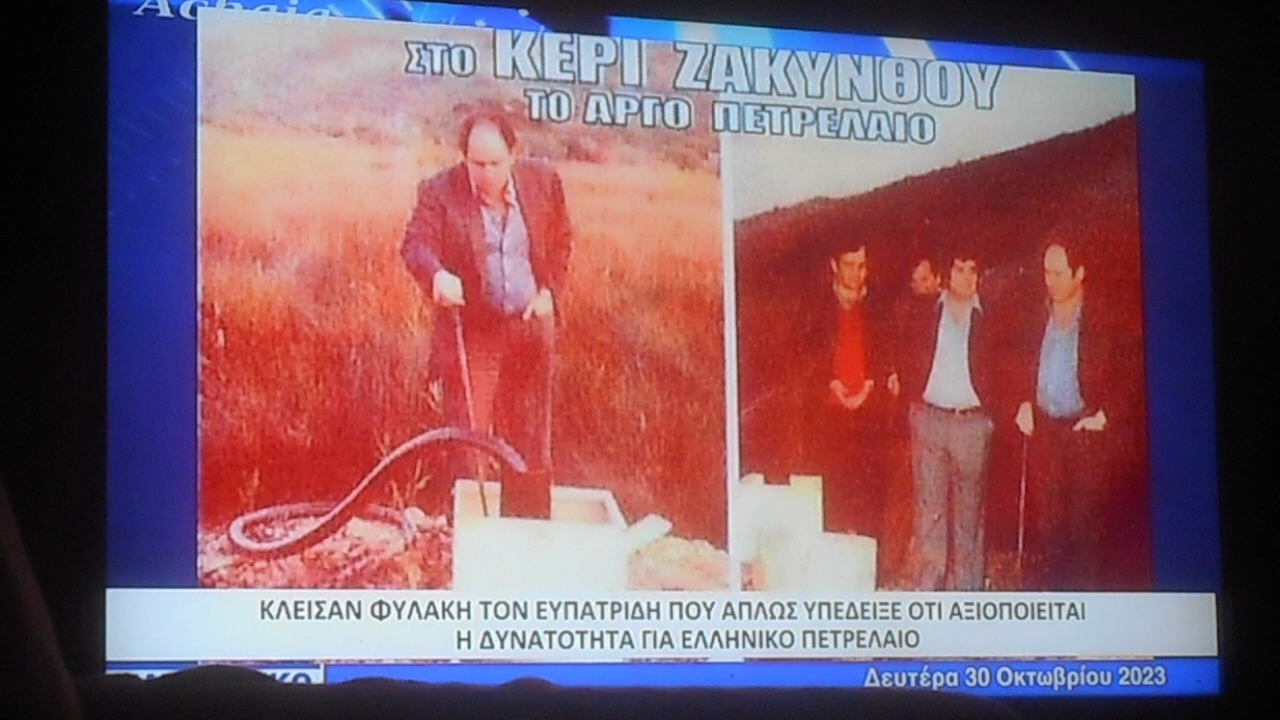 Achaia
ΣΤΟ ΚΕΡΙ ΖΑΚΥΝΘΟΥ
ΤΟ ΑΡΓΟ ΠΕΤΡΕΛΑΙΟ
ΚΛΕΙΣΑΝ ΦΥΛΑΚΗ ΤΟΝ ΕΥΠΑΤΡΙΔΗ ΠΟΥ ΑΠΛΩΣ ΥΠΕΔΕΙΞΕ ΟΤΙ ΑΞΙΟΠΟΙΕΙΤΑΙ
Η ΔΥΝΑΤΟΤΗΤΑ ΓΙΑ ΕΛΛΗΝΙΚΟ ΠΕΤΡΕΛΑΙΟ
Δευτέρα 30 Οκτωβρίου 2023